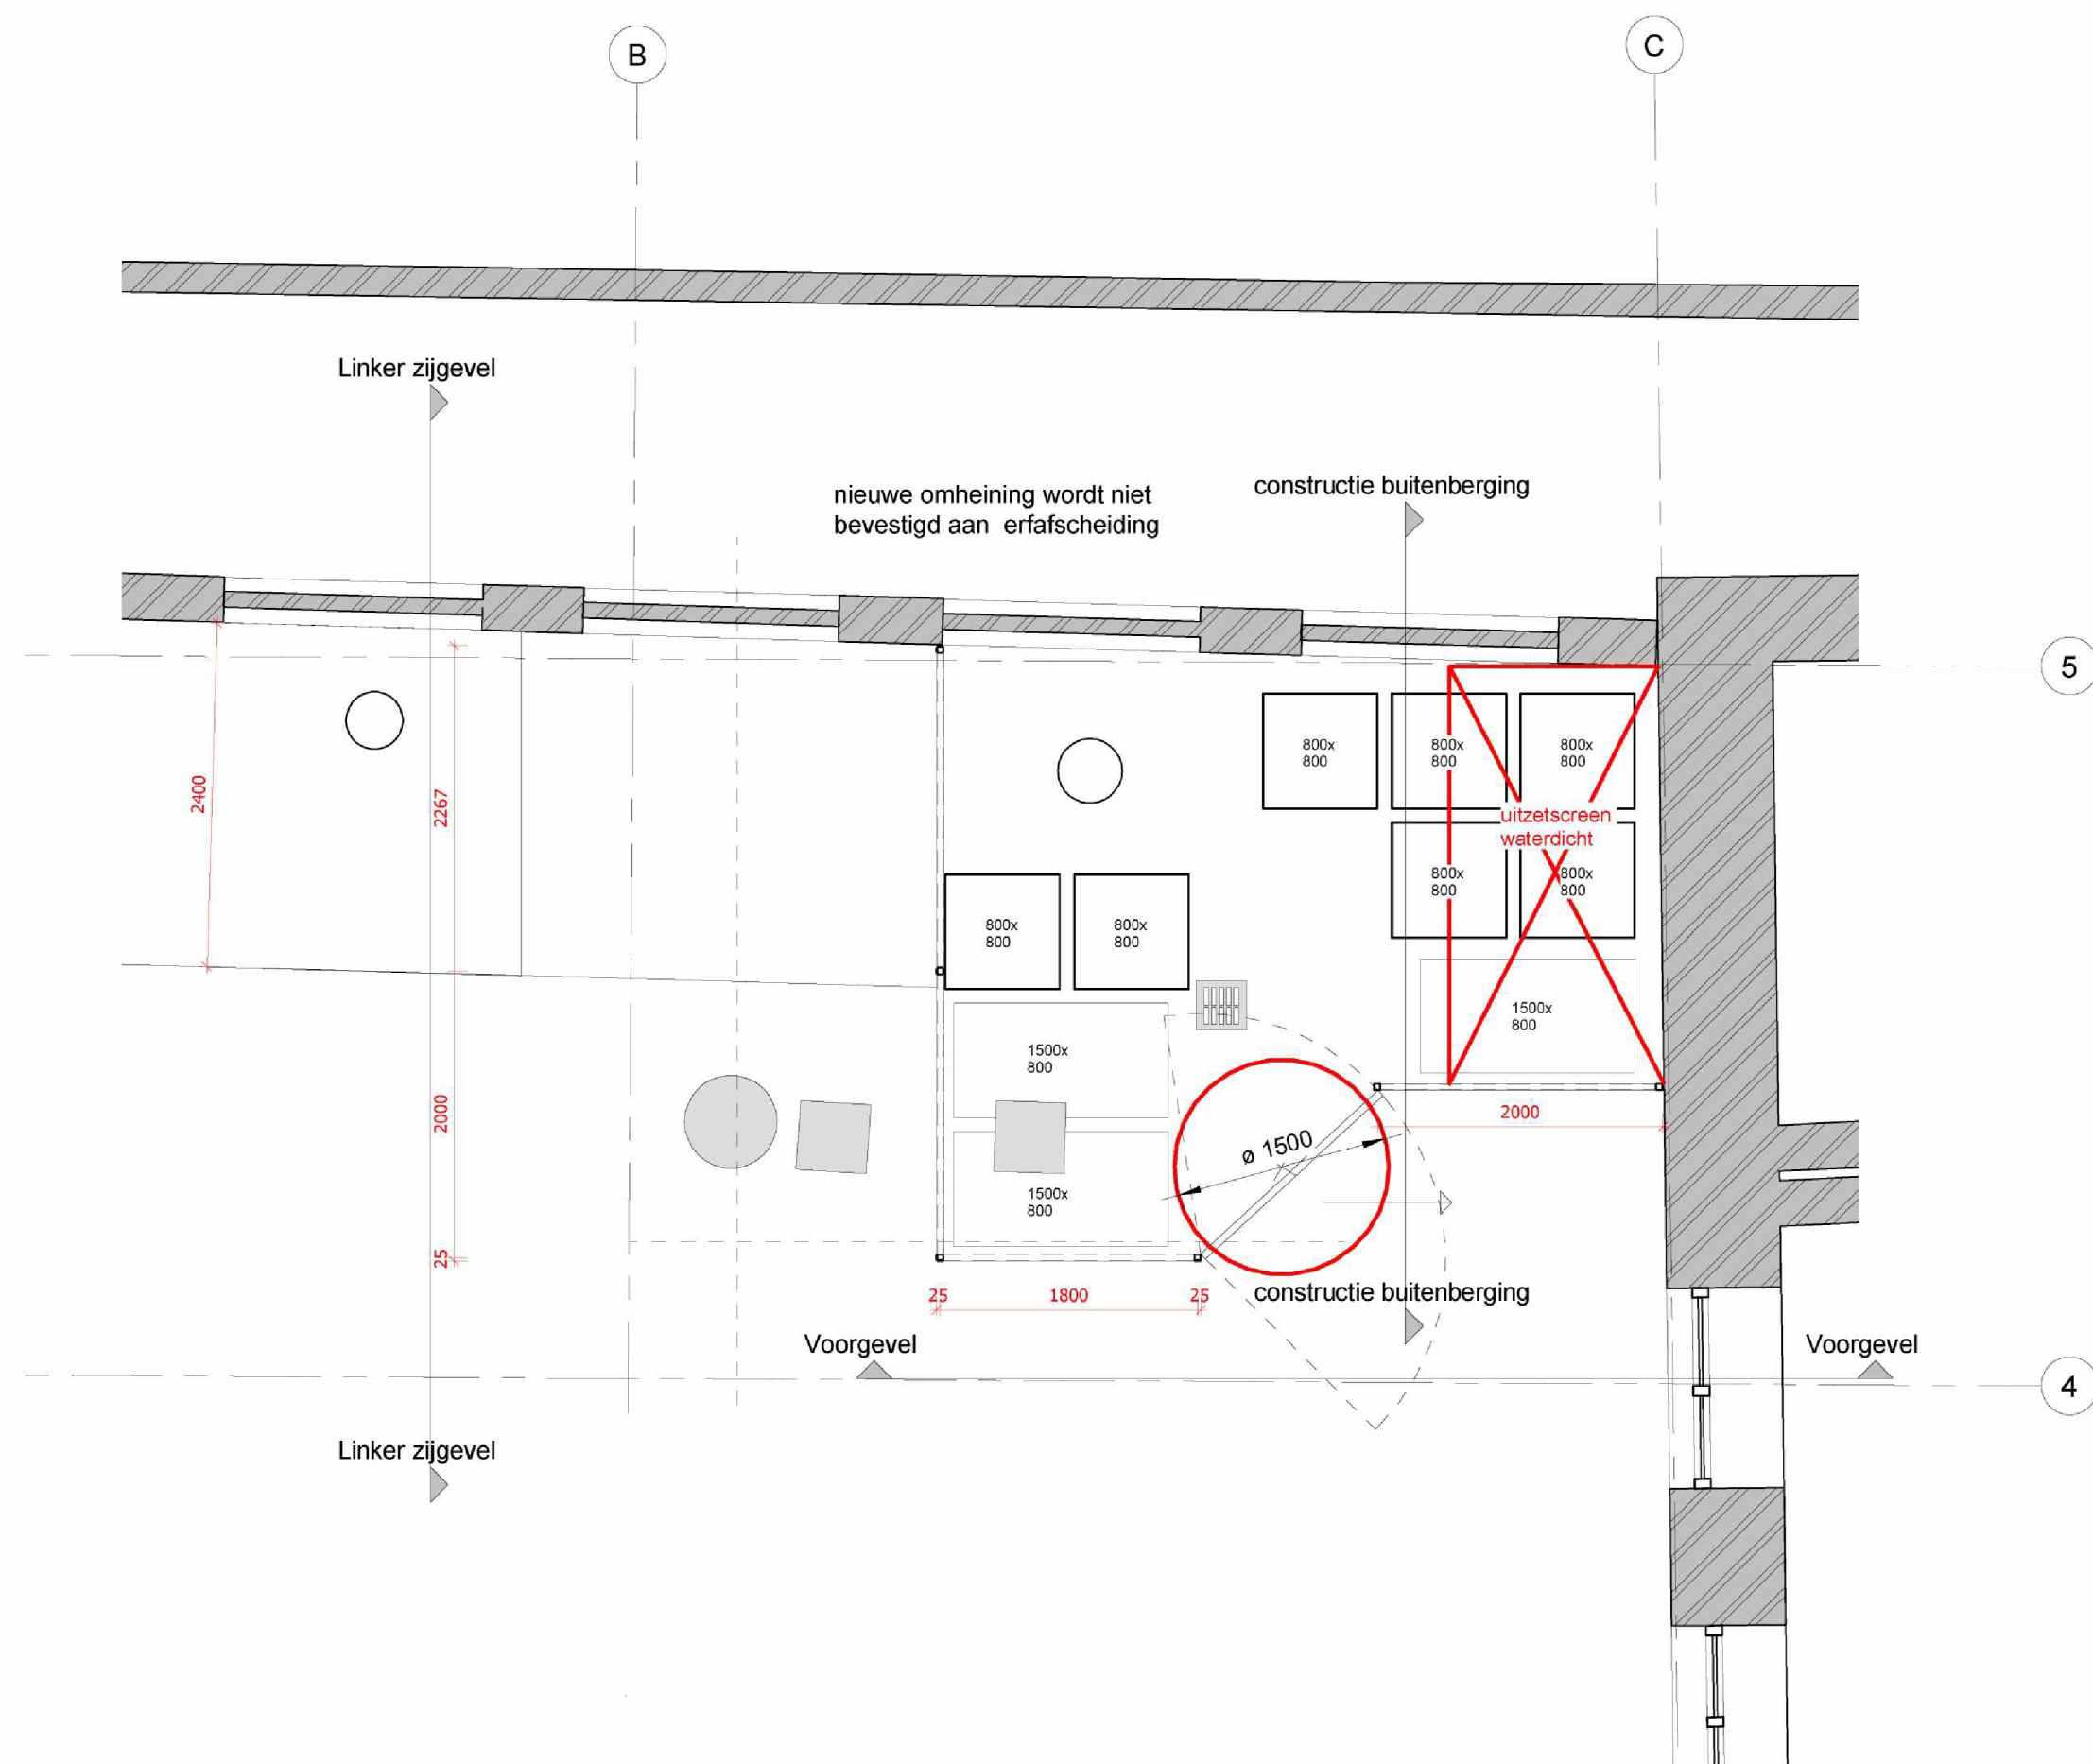 B
C
Linker zijgevel
nieuwe omheining wordt niet
bevestigd aan erfafscheiding
constructie buitenberging
5
2400
2267
800x
800
800x
800
800x
800
uitzetscreen
waterdicht
800x
800
800x
800
800x
800
800x
800
1500x
800
1500x
800
2000
2000
ø 1500
1500x
800
25
25
1800
25
constructie buitenberging
Voorgevel
Voorgevel
4
Linker zijgevel